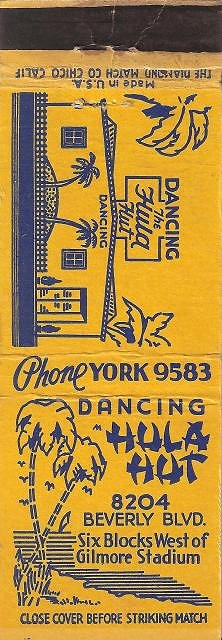 THE DIAMOND MATCH CO CHICO, CALIF
Made in U.S.A.
DANCING
The
Hula
Hut
DANCING
Phone YORK 9583
DANCING
HULA
HUT
8204
BEVERLY BLVD.
Six Blocks West of
Gilmore Stadium
CLOSE COVER BEFORE STRIKING MATCH